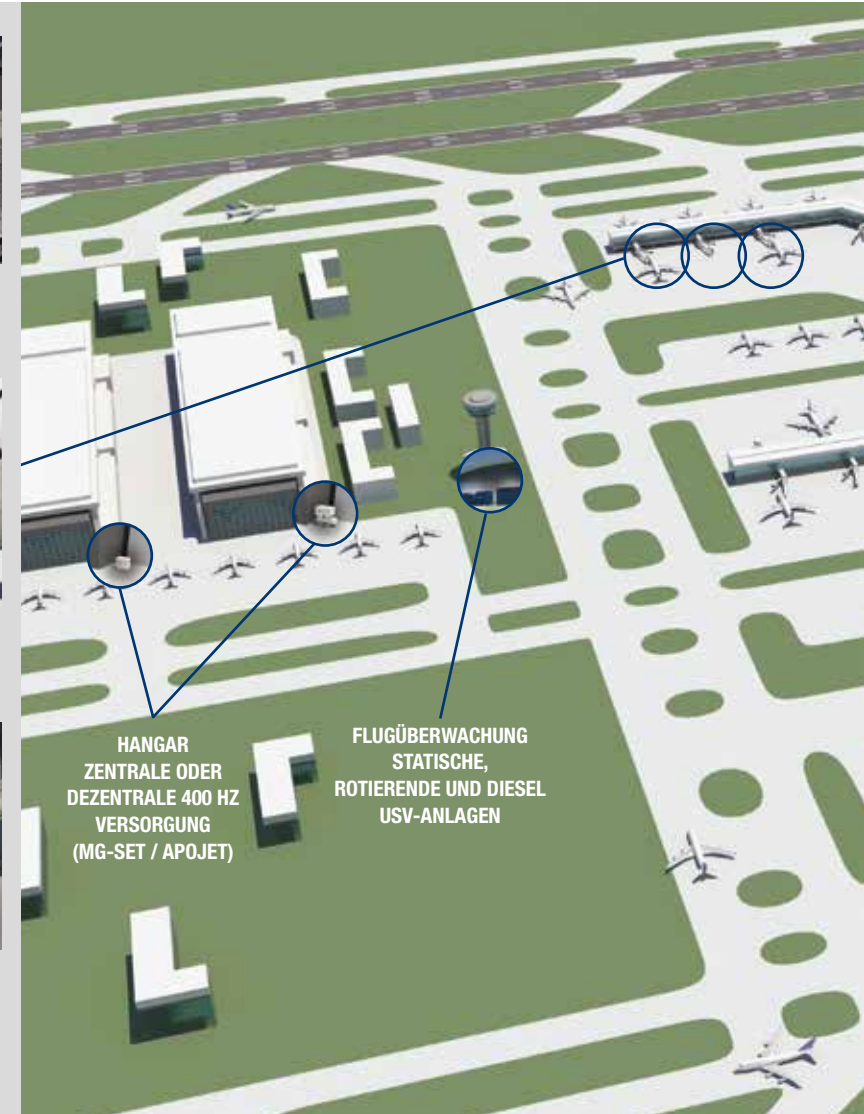 HANGAR
ZENTRALE ODER
DEZENTRALE 400 HZ
VERSORGUNG
(MG-SET / APOJET)
FLUGÜBERWACHUNG
STATISCHE,
ROTIERENDE UND DIESEL
USV-ANLAGEN